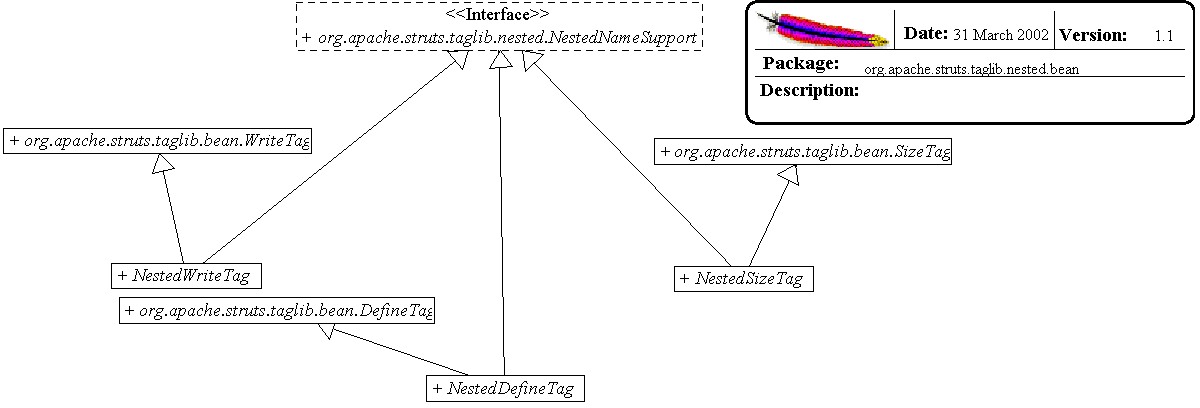 <<Interface>>
+ org.apache.struts.taglib.nested.NestedNameSupport
Date: 31 March 2002 Version: 1.1
Package: org.apache.struts.taglib.nested.bean
Description:
+ org.apache.struts.taglib.bean.WriteTag
+ org.apache.struts.taglib.bean.SizeTag
+ NestedWriteTag
+ NestedSizeTag
+ org.apache.struts.taglib.bean.DefineTag
+ NestedDefineTag